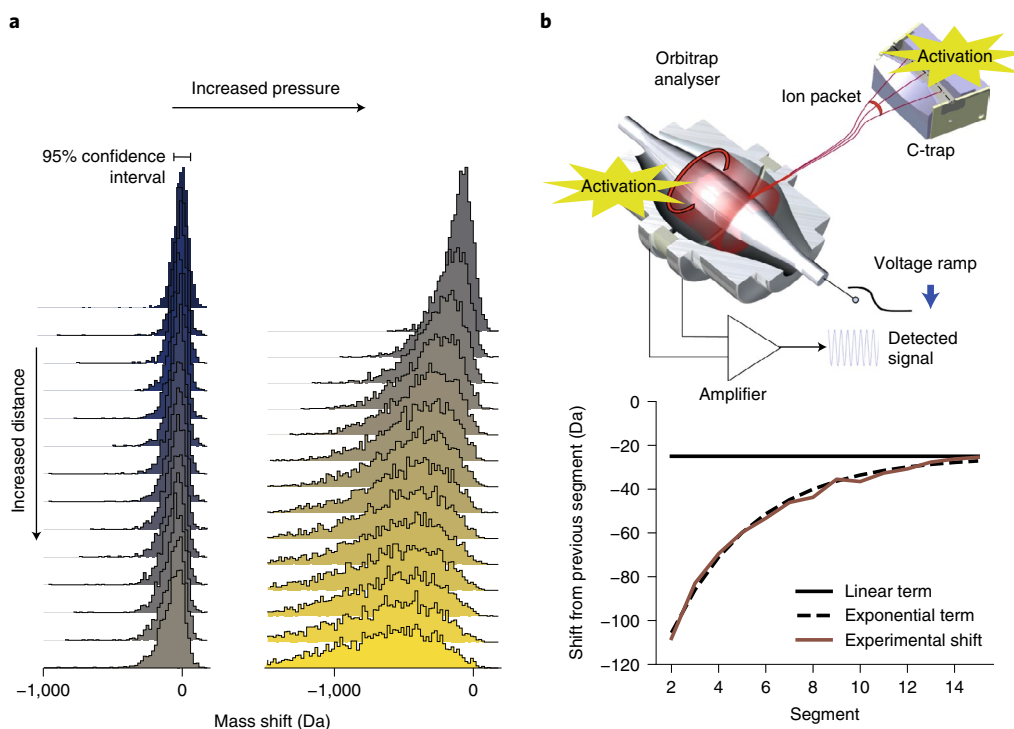 a
Increased pressure
95% confidence
interval
Increased distance
−1,000
0
−1,000
0
Mass shift (Da)
b
Orbitrap
analyser
Activation
Ion packet
C-trap
Activation
Voltage ramp
Detected
signal
Amplifier
Shift from previous segment (Da)
0
−20
−40
−60
−80
−100
−120
Linear term
Exponential term
Experimental shift
2
4
6
8
10
12
14
Segment